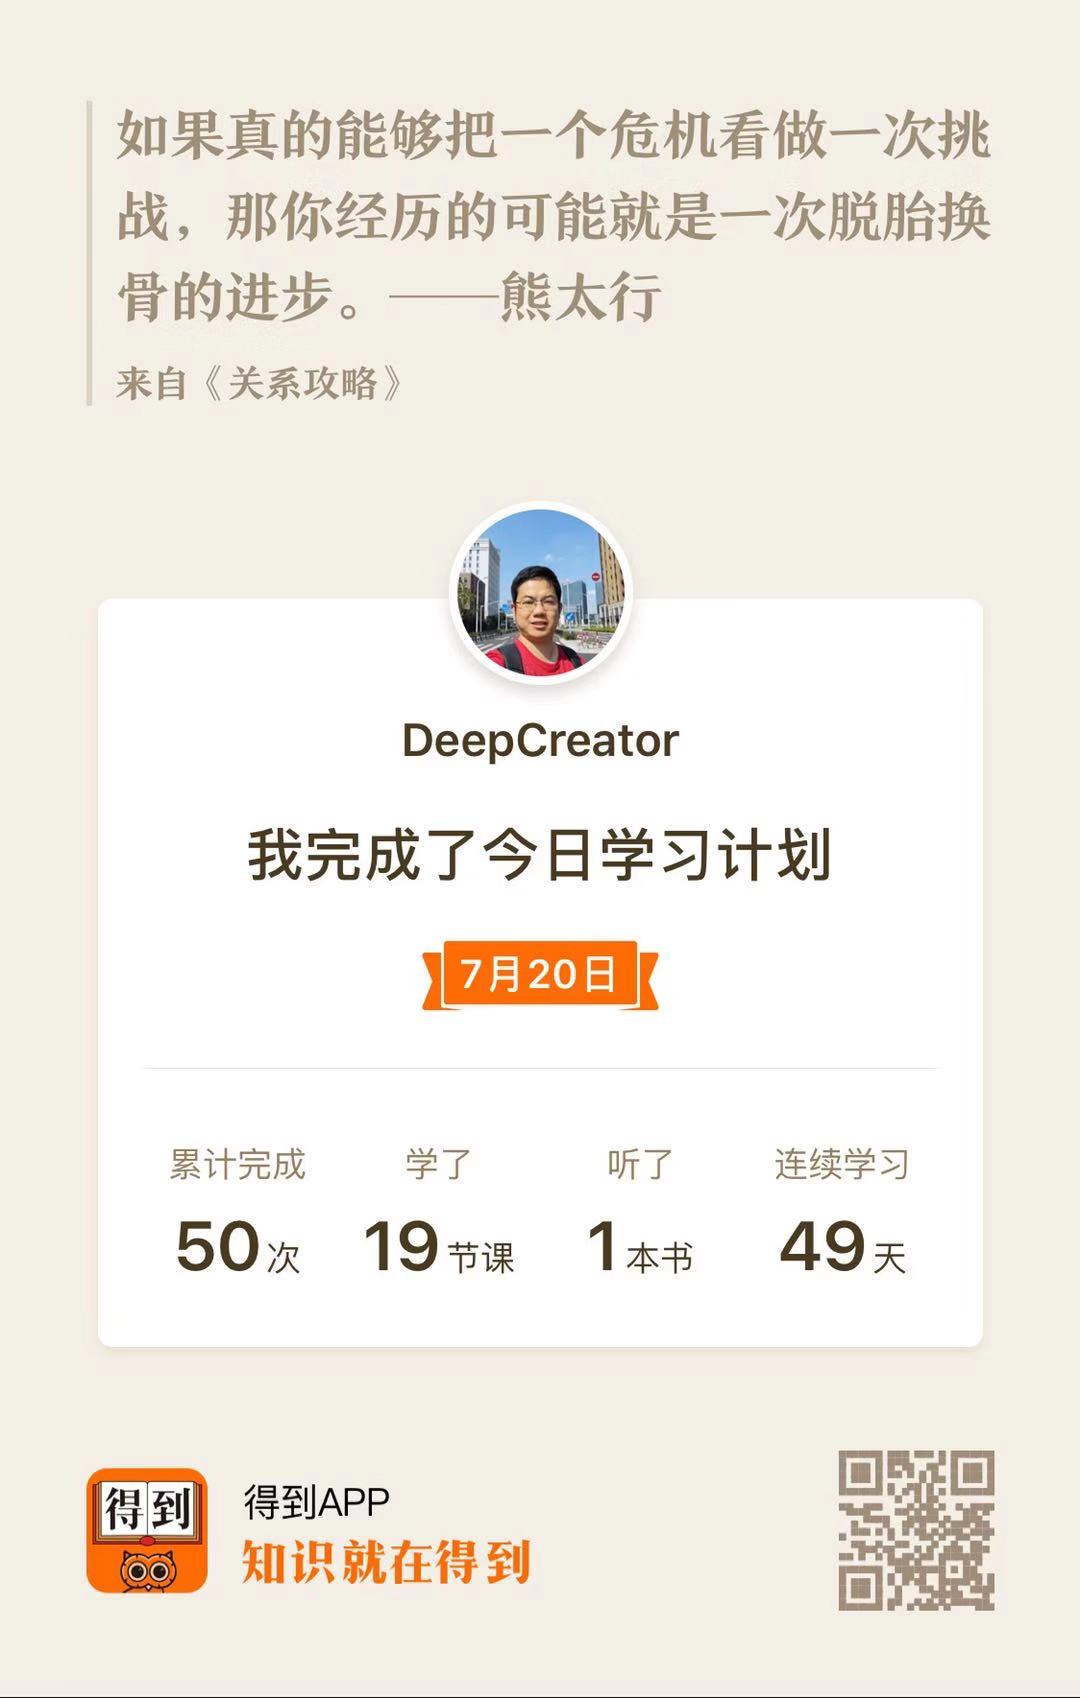 如果真的能够把一个危机看做一次挑
战，那你经历的可能就是一次脱胎换
骨的进步。——熊太行
来自《关系攻略》
DeepCreator
我完成了今日学习计划
7月20日
累计完成 学了 听了 连续学习
50次 19节课 1本书 49天
得到
得到APP
知识就在得到